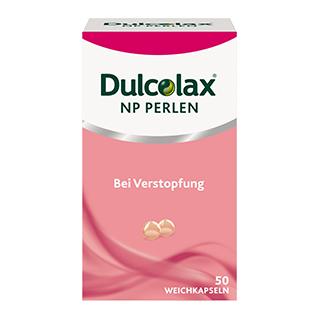 Dulcolax®
NP PERLEN
Bei Verstopfung
50
WEICHKAPSELN